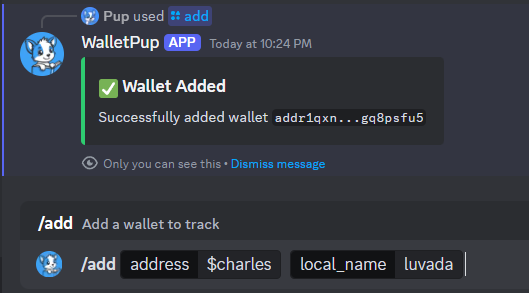 Pup used add
WalletPup APP Today at 10:24 PM
✅ Wallet Added
Successfully added wallet addr1qxn...gq8psfu5
Only you can see this • Dismiss message
/add Add a wallet to track
/add address $charles local_name luvada